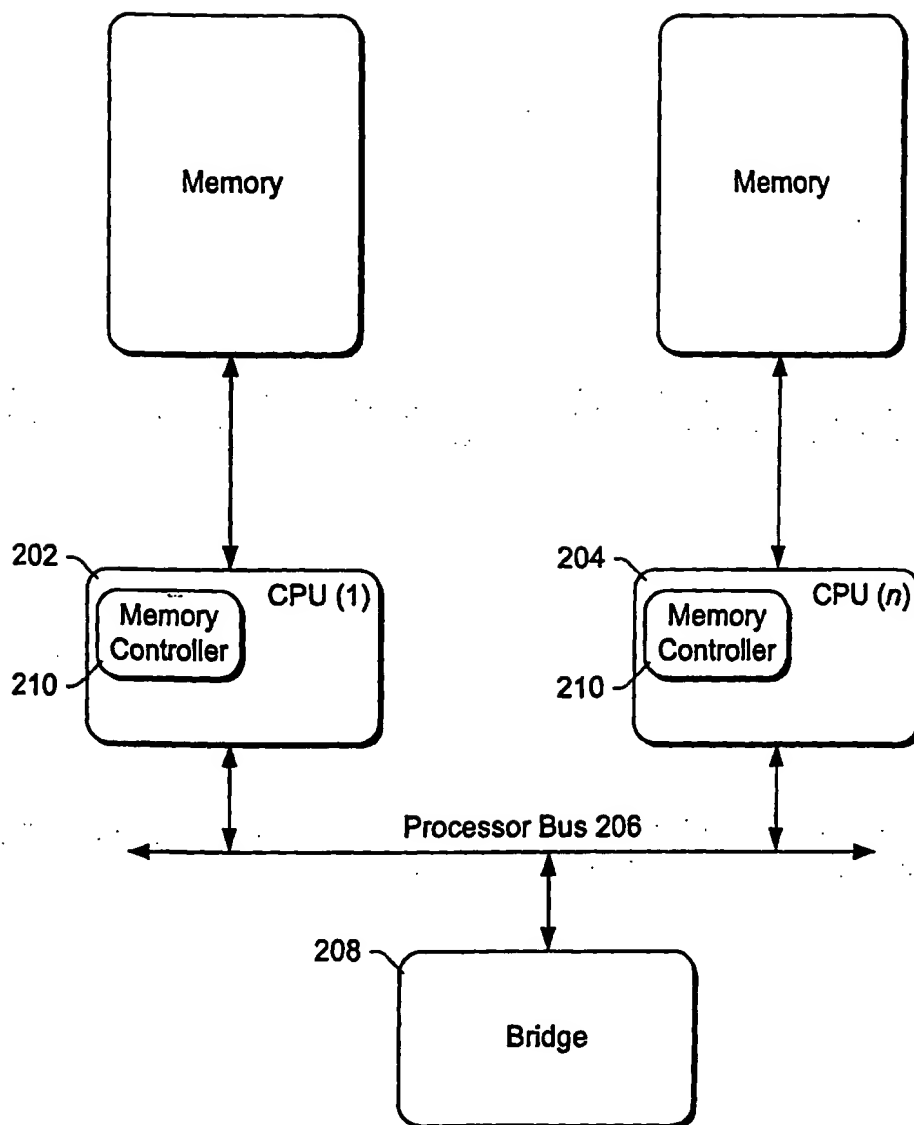 Memory
Memory
202
CPU (1)
Memory
Controller
210
204
CPU (n)
Memory
Controller
210
Processor Bus 206
208
Bridge